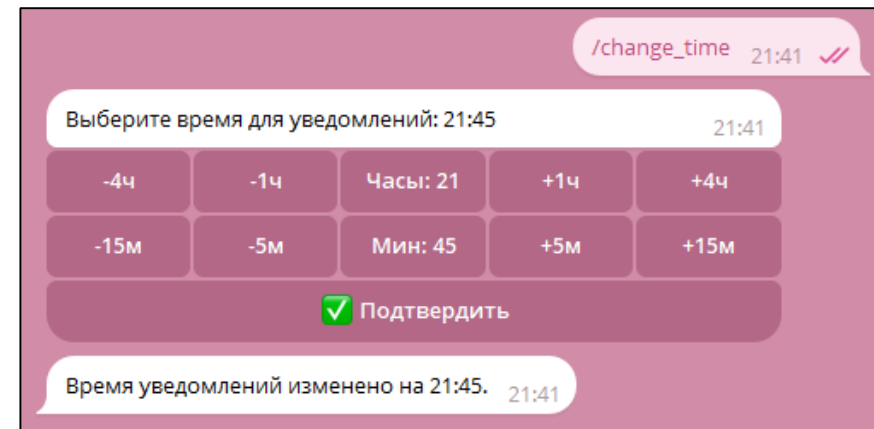 /change_time 21:41
Выберите время для уведомлений: 21:45 21:41
-4ч -1ч Часы: 21 +1ч +4ч
-15м -5м Мин: 45 +5м +15м
✅ Подтвердить
Время уведомлений изменено на 21:45. 21:41